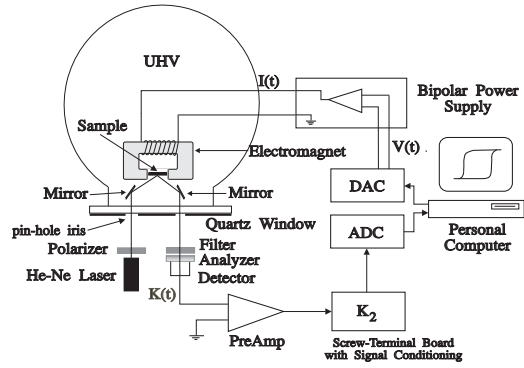 UHV
I(t)
Bipolar Power
Supply
Sample
Electromagnet
V(t)
DAC
Mirror
Mirror
Quartz Window
pin-hole iris
Polarizer
Filter
Analyzer
Detector
He-Ne Laser
ADC
Personal
Computer
K(t)
PreAmp
K2
Screw-Terminal Board
with Signal Conditioning